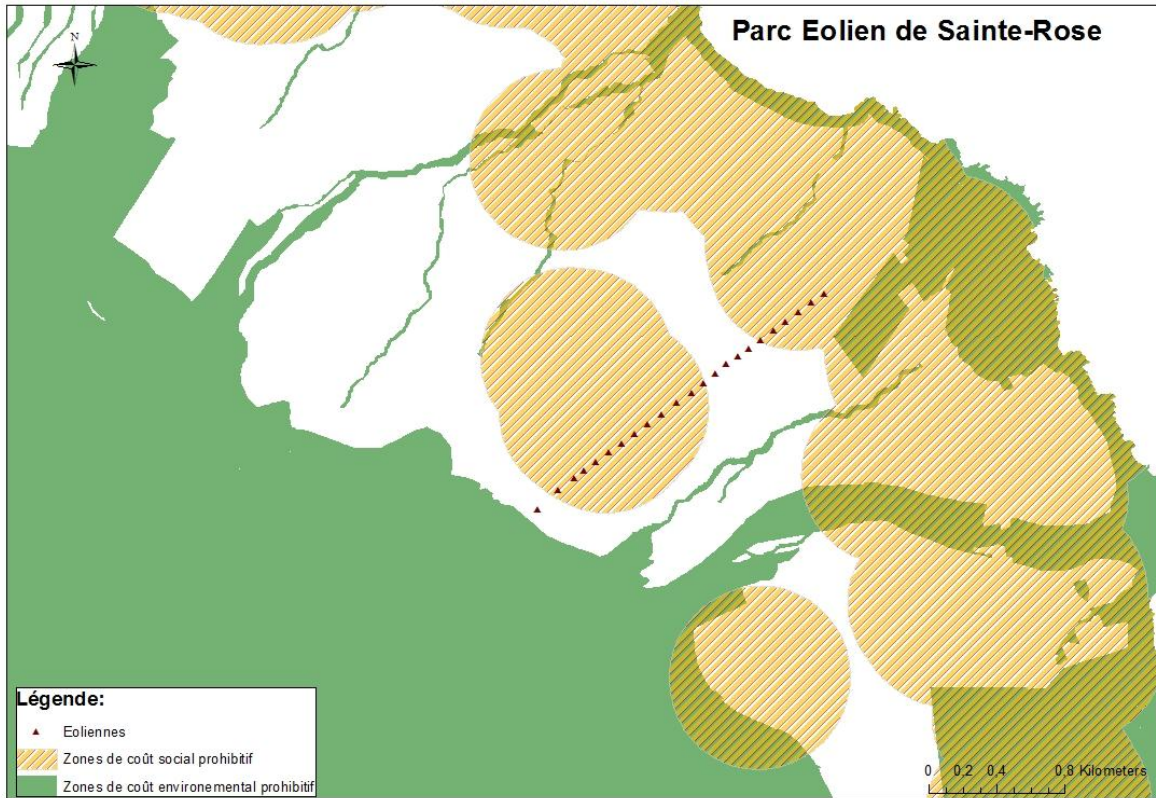 Parc Eolien de Sainte-Rose
N
Légende:
Eoliennes
Zones de coût social prohibitif
Zones de coût environemental prohibitif
0 0,2 0,4 0,8 Kilometers